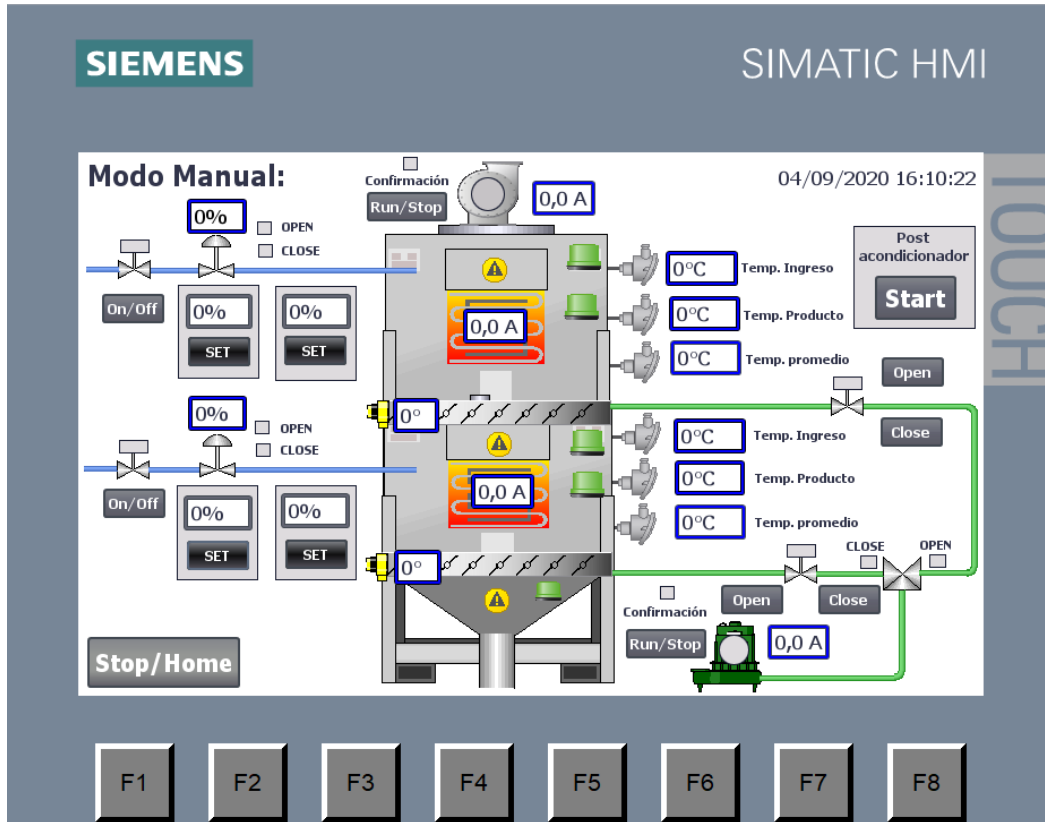 SIEMENS
SIMATIC HMI
TOUCH
Modo Manual:
Confirmación
Run/Stop
0,0 A
04/09/2020 16:10:22
0%
OPEN
CLOSE
On/Off
0%
SET
0%
SET
0,0 A
0°C
Temp. Ingreso
0°C
Temp. Producto
0°C
Temp. promedio
Post
acondicionador
Start
Open
Close
0%
OPEN
CLOSE
On/Off
0%
SET
0%
SET
0°
0,0 A
0°
0°C
Temp. Ingreso
0°C
Temp. Producto
0°C
Temp. promedio
CLOSE
OPEN
Open
Close
Confirmación
Run/Stop
0,0 A
Stop/Home
F1
F2
F3
F4
F5
F6
F7
F8